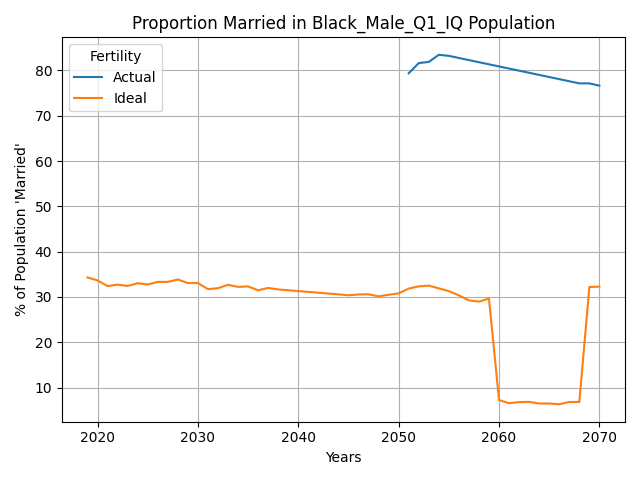 Proportion Married in Black_Male_Q1_IQ Population
Fertility
Actual
Ideal
% of Population 'Married'
80
70
60
50
40
30
20
10
2020 2030 2040 2050 2060 2070
Years